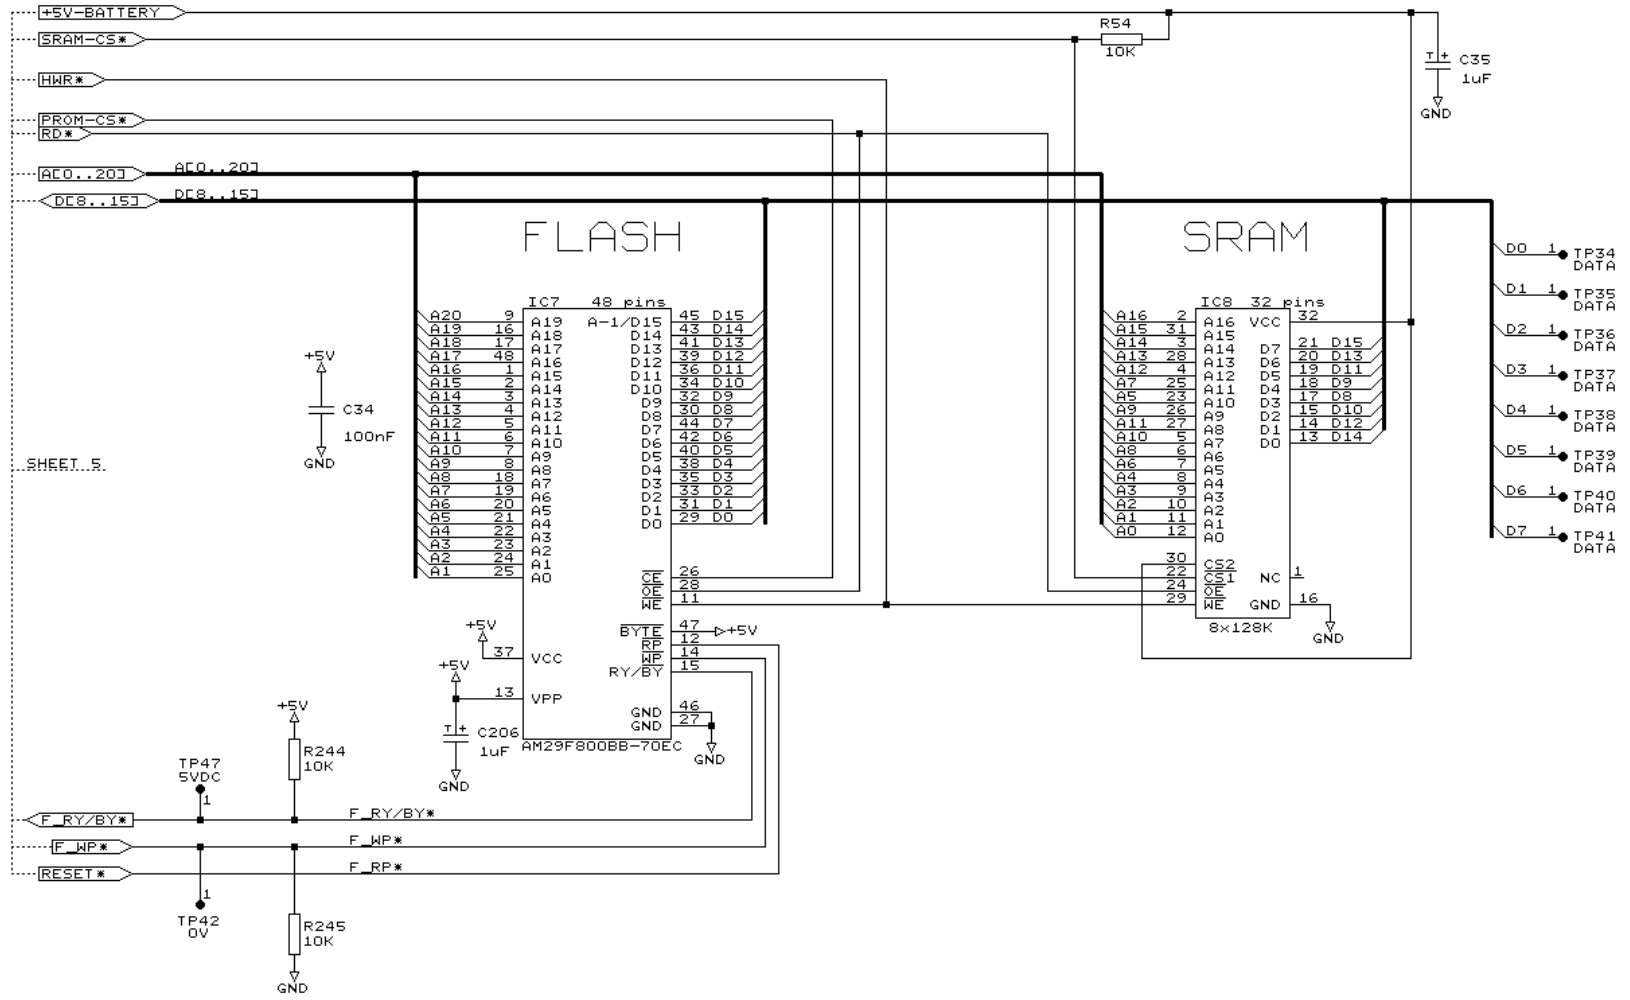 +5V-BATTERY
SRAM-CS*
R54
10K
C35
1uF
GND
HWR*
PROM-CS*
RD*
A[0..20] A[0..20]
D[8..15] D[8..15]
FLASH
SRAM
D0 1 TP34
DATA
D1 1 TP35
DATA
D2 1 TP36
DATA
D3 1 TP37
DATA
D4 1 TP38
DATA
D5 1 TP39
DATA
D6 1 TP40
DATA
D7 1 TP41
DATA
IC7 48 pins
A20 9 A19 A-1/D15 45 D15
A19 16 A18 D14 43 D14
A18 17 A17 D13 41 D13
A17 48 A16 D12 39 D12
A16 1 A15 D11 36 D11
A15 2 A14 D10 34 D10
A14 3 A13 D9 32 D9
A13 4 A12 D8 30 D8
A12 5 A11 D7 44 D7
A11 6 A10 D6 42 D6
A10 7 A9 D5 40 D5
A9 8 A8 D4 38 D4
A8 18 A7 D3 35 D3
A7 19 A6 D2 33 D2
A6 20 A5 D1 31 D1
A5 21 A4 D0 29 D0
A4 22 A3
A3 23 A2
A2 24 A1
A1 25 A0
CE 26
OE 28
WE 11
BYTE 47 +5V
RP 12
WP 14
RY/BY 15
+5V
37 VCC
+5V
13 VPP
GND 46
GND 27
GND
AM29F800BB-70EC
C206
1uF
GND
IC8 32 pins
A16 2 A16 VCC 32
A15 31 A15
A14 3 A14 D7 21 D15
A13 28 A13 D6 20 D13
A12 4 A12 D5 19 D11
A7 25 A11 D4 18 D9
A5 23 A10 D3 17 D8
A9 26 A9 D2 15 D10
A11 27 A8 D1 14 D12
A10 5 A7 D0 13 D14
A8 6 A6
A6 7 A5
A4 8 A4
A3 9 A3
A2 10 A2
A1 11 A1
A0 12 A0
30 CS2
22 CS1 NC 1
24 OE
29 WE GND 16
8x128K
GND
+5V
C34
100nF
GND
SHEET 5
+5V
R244
10K
TP47
5VDC
1
F_RY/BY* F_RY/BY*
F_WP* F_WP*
RESET* F_RP*
1
TP42
0V
R245
10K
GND